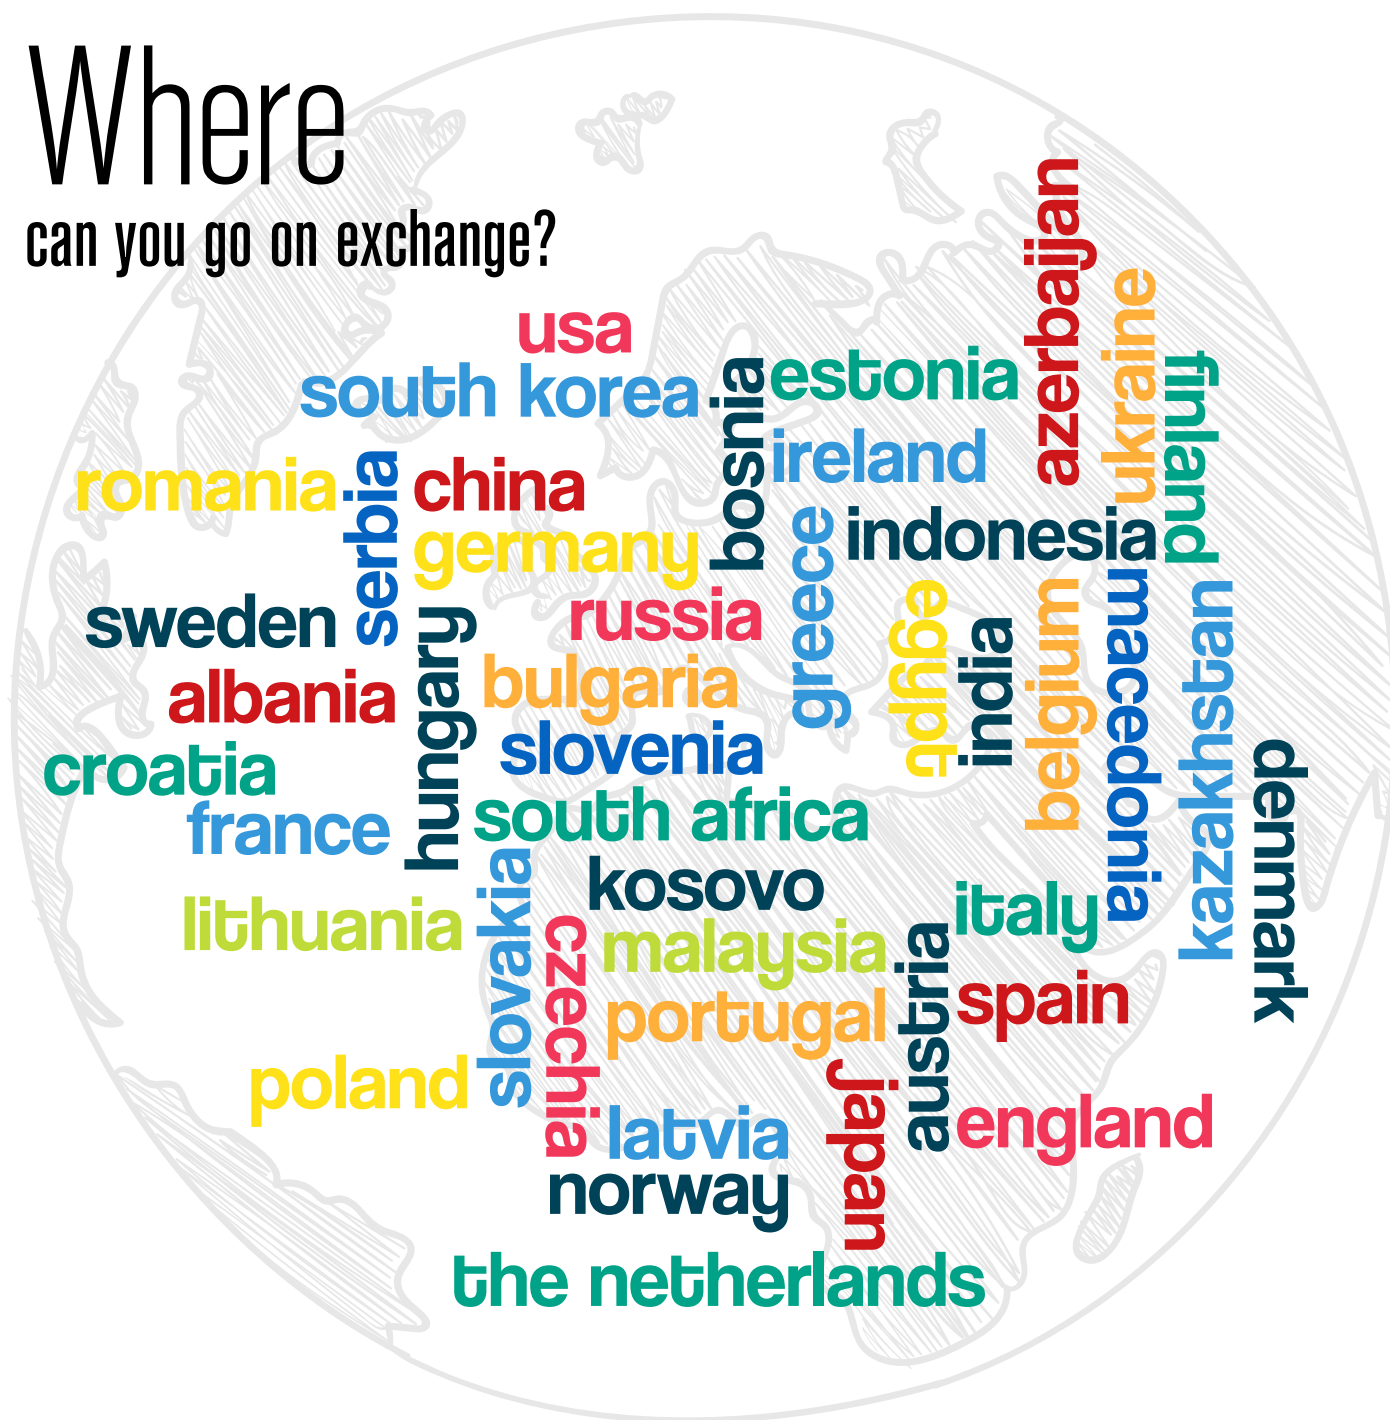 Where
can you go on exchange?
usa
south korea
bosnia
estonia
azerbaijan
ukraine
finland
ireland
romania
serbia
china
germany
greece
indonesia
sweden
russia
egypt
india
belgium
macedonia
kazakhstan
albania
hungary
bulgaria
slovenia
croatia
france
south africa
denmark
kosovo
lithuania
slovakia
czechia
malaysia
italy
austria
portugal
spain
poland
japan
latvia
england
norway
the netherlands